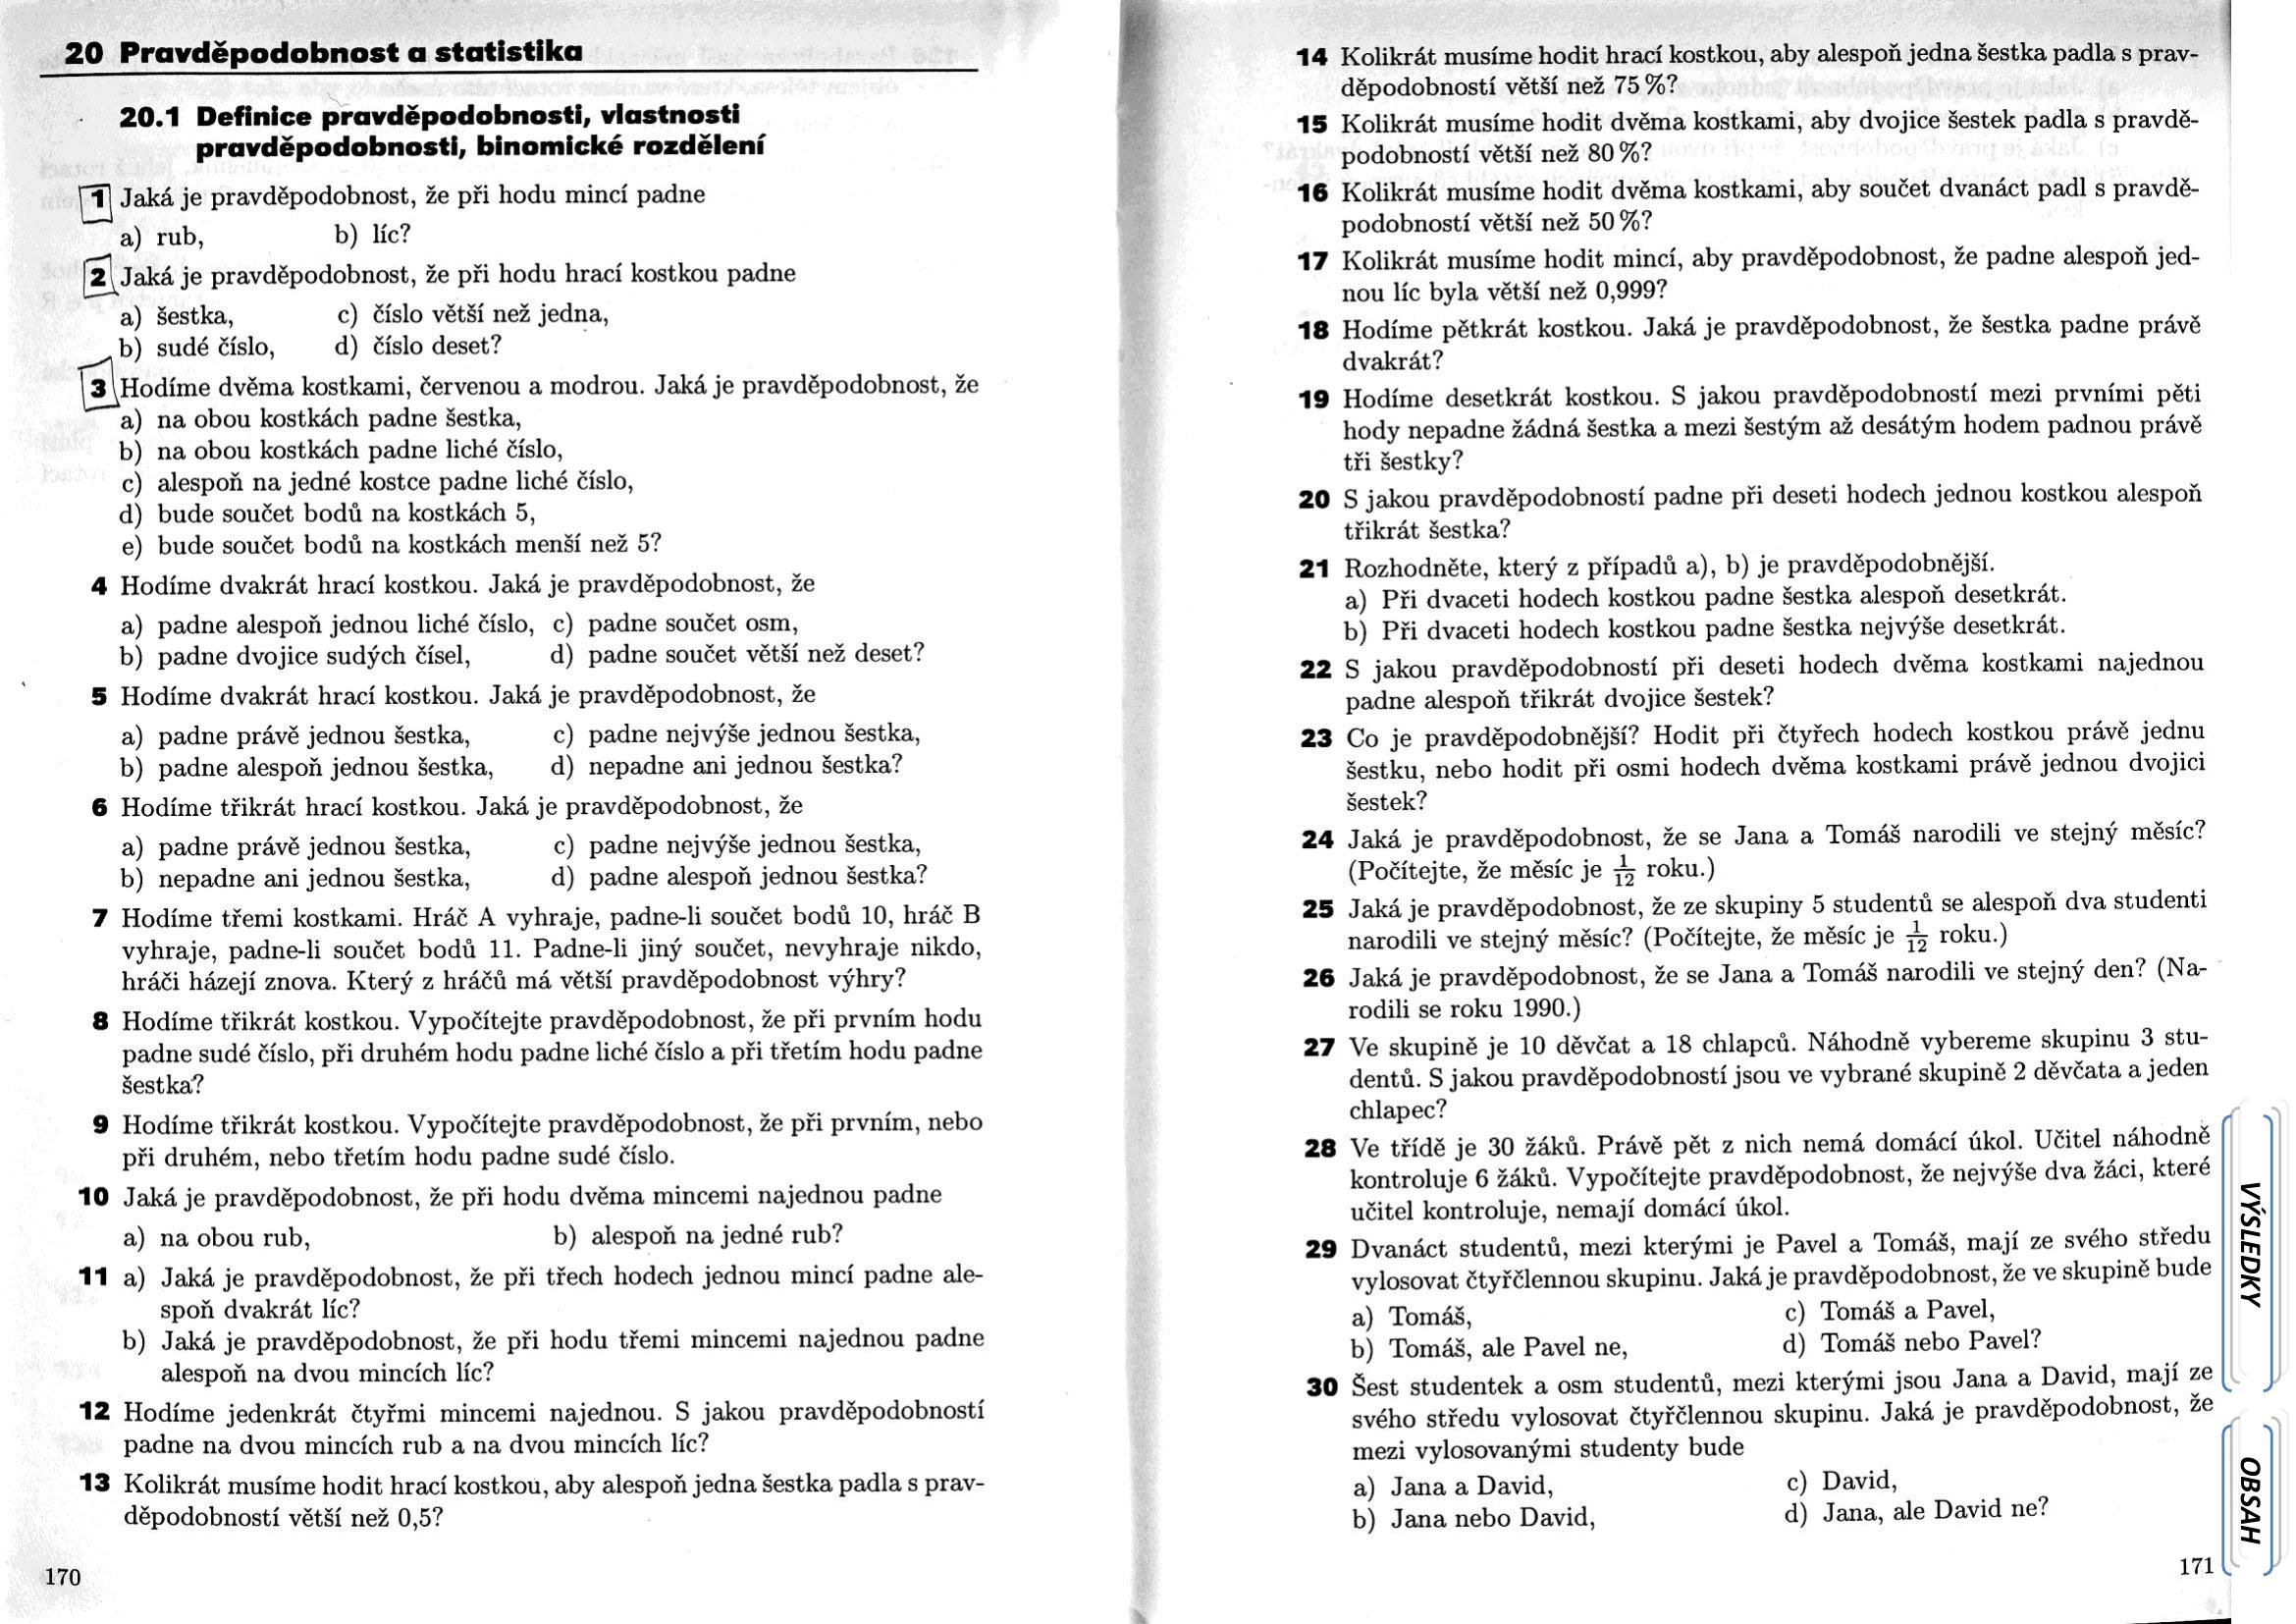 20 Pravděpodobnost a statistika
20.1 Definice pravděpodobnosti, vlastnosti
pravděpodobnosti, binomické rozdělení
1 Jaká je pravděpodobnost, že při hodu mincí padne
a) rub, b) líc?
2 Jaká je pravděpodobnost, že při hodu hrací kostkou padne
a) šestka, c) číslo větší než jedna,
b) sudé číslo, d) číslo deset?
3 Hodíme dvěma kostkami, červenou a modrou. Jaká je pravděpodobnost, že
a) na obou kostkách padne šestka,
b) na obou kostkách padne liché číslo,
c) alespoň na jedné kostce padne liché číslo,
d) bude součet bodů na kostkách 5,
e) bude součet bodů na kostkách menší než 5?
4 Hodíme dvakrát hrací kostkou. Jaká je pravděpodobnost, že
a) padne alespoň jednou liché číslo, c) padne součet osm,
b) padne dvojice sudých čísel, d) padne součet větší než deset?
5 Hodíme dvakrát hrací kostkou. Jaká je pravděpodobnost, že
a) padne právě jednou šestka, c) padne nejvýše jednou šestka,
b) padne alespoň jednou šestka, d) nepadne ani jednou šestka?
6 Hodíme třikrát hrací kostkou. Jaká je pravděpodobnost, že
a) padne právě jednou šestka, c) padne nejvýše jednou šestka,
b) nepadne ani jednou šestka, d) padne alespoň jednou šestka?
7 Hodíme třemi kostkami. Hráč A vyhraje, padne-li součet bodů 10, hráč B
vyhraje, padne-li součet bodů 11. Padne-li jiný součet, nevyhraje nikdo,
hráči házejí znova. Který z hráčů má větší pravděpodobnost výhry?
8 Hodíme třikrát kostkou. Vypočítejte pravděpodobnost, že při prvním hodu
padne sudé číslo, při druhém hodu padne liché číslo a při třetím hodu padne
šestka?
9 Hodíme třikrát kostkou. Vypočítejte pravděpodobnost, že při prvním, nebo
při druhém, nebo třetím hodu padne sudé číslo.
10 Jaká je pravděpodobnost, že při hodu dvěma mincemi najednou padne
a) na obou rub, b) alespoň na jedné rub?
11 a) Jaká je pravděpodobnost, že při třech hodech jednou mincí padne ale-
spoň dvakrát líc?
b) Jaká je pravděpodobnost, že při hodu třemi mincemi najednou padne
alespoň na dvou mincích líc?
12 Hodíme jedenkrát čtyřmi mincemi najednou. S jakou pravděpodobností
padne na dvou mincích rub a na dvou mincích líc?
13 Kolikrát musíme hodit hrací kostkou, aby alespoň jedna šestka padla s prav-
děpodobností větší než 0,5?
170
14 Kolikrát musíme hodit hrací kostkou, aby alespoň jedna šestka padla s prav-
děpodobností větší než 75 %?
15 Kolikrát musíme hodit dvěma kostkami, aby dvojice šestek padla s pravdě-
podobností větší než 80 %?
16 Kolikrát musíme hodit dvěma kostkami, aby součet dvanáct padl s pravdě-
podobností větší než 50 %?
17 Kolikrát musíme hodit mincí, aby pravděpodobnost, že padne alespoň jed-
nou líc byla větší než 0,999?
18 Hodíme pětkrát kostkou. Jaká je pravděpodobnost, že šestka padne právě
dvakrát?
19 Hodíme desetkrát kostkou. S jakou pravděpodobností mezi prvními pěti
hody nepadne žádná šestka a mezi šestým až desátým hodem padnou právě
tři šestky?
20 S jakou pravděpodobností padne při deseti hodech jednou kostkou alespoň
třikrát šestka?
21 Rozhodněte, který z případů a), b) je pravděpodobnější.
a) Při dvaceti hodech kostkou padne šestka alespoň desetkrát.
b) Při dvaceti hodech kostkou padne šestka nejvýše desetkrát.
22 S jakou pravděpodobností při deseti hodech dvěma kostkami najednou
padne alespoň třikrát dvojice šestek?
23 Co je pravděpodobnější? Hodit při čtyřech hodech kostkou právě jednu
šestku, nebo hodit při osmi hodech dvěma kostkami právě jednou dvojici
šestek?
24 Jaká je pravděpodobnost, že se Jana a Tomáš narodili ve stejný měsíc?
(Počítejte, že měsíc je 1/12 roku.)
25 Jaká je pravděpodobnost, že ze skupiny 5 studentů se alespoň dva studenti
narodili ve stejný měsíc? (Počítejte, že měsíc je 1/12 roku.)
26 Jaká je pravděpodobnost, že se Jana a Tomáš narodili ve stejný den? (Na-
rodili se roku 1990.)
27 Ve skupině je 10 děvčat a 18 chlapců. Náhodně vybereme skupinu 3 stu-
dentů. S jakou pravděpodobností jsou ve vybrané skupině 2 děvčata a jeden
chlapec?
28 Ve třídě je 30 žáků. Právě pět z nich nemá domácí úkol. Učitel náhodně
kontroluje 6 žáků. Vypočítejte pravděpodobnost, že nejvýše dva žáci, které
učitel kontroluje, nemají domácí úkol.
29 Dvanáct studentů, mezi kterými je Pavel a Tomáš, mají ze svého středu
vylosovat čtyřčlennou skupinu. Jaká je pravděpodobnost, že ve skupině bude
a) Tomáš, c) Tomáš a Pavel,
b) Tomáš, ale Pavel ne, d) Tomáš nebo Pavel?
30 Šest studentek a osm studentů, mezi kterými jsou Jana a David, mají ze
svého středu vylosovat čtyřčlennou skupinu. Jaká je pravděpodobnost, že
mezi vylosovanými studenty bude
a) Jana a David, c) David,
b) Jana nebo David, d) Jana, ale David ne?
171
VÝSLEDKY
OBSAH